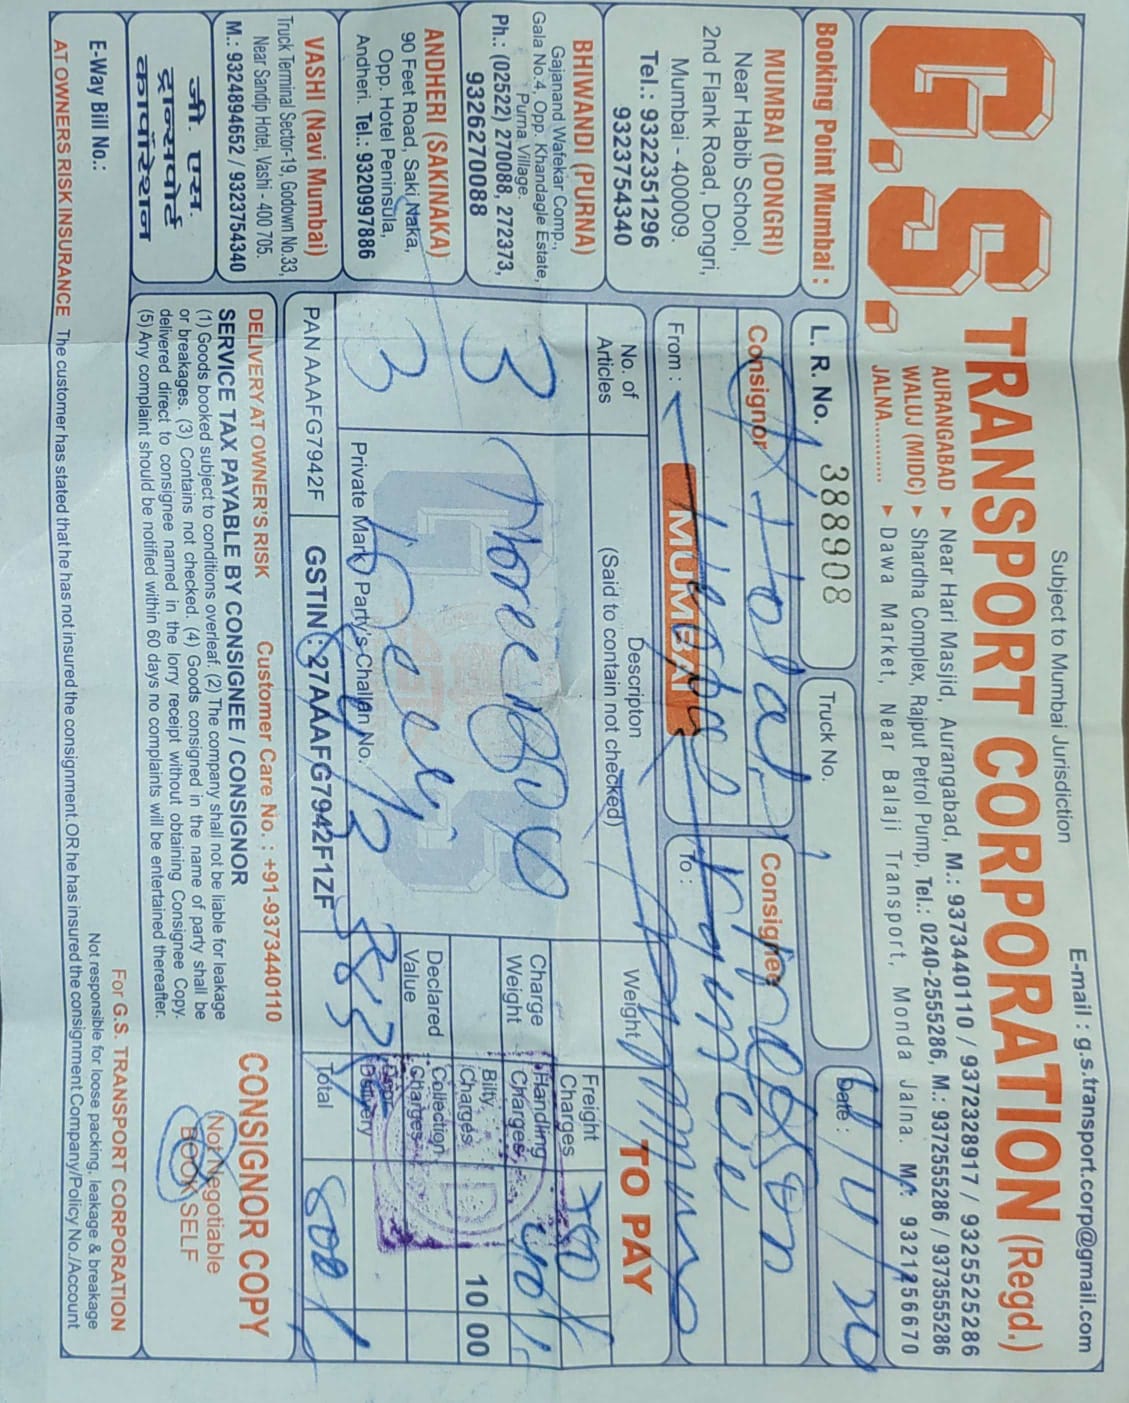 Subject to Mumbai Jurisdiction
E-mail : g.s.transport.corp@gmail.com
G.S. TRANSPORT CORPORATION (Regd.)
AURANGABAD ▸ Near Hari Masjid, Aurangabad, M.: 9373440110 / 9372328917 / 9325525286
WALUJ (MIDC) ▸ Shardha Complex, Rajput Petrol Pump, Tel.: 0240-2555286, M.: 9372555286 / 9373555286
JALNA............ ▸ Dawa Market, Near Balaji Transport, Monda Jalna. M.: 9321256670
Booking Point Mumbai :
MUMBAI (DONGRI)
Near Habib School,
2nd Flank Road, Dongri,
Mumbai - 400009.
Tel.: 9322351296
9323754340
BHIWANDI (PURNA)
Gajanand Wafekar Comp.,
Gala No.4, Opp. Khandagle Estate,
Purna Village.
Ph.: (02522) 270088, 272373,
9326270088
ANDHERI (SAKINAKA)
90 Feet Road, Saki Naka,
Opp. Hotel Peninsula,
Andheri. Tel.: 9320997886
VASHI (Navi Mumbai)
Truck Terminal Sector-19, Godown No.33,
Near Sandip Hotel, Vashi - 400 705.
M.: 9324894652 / 9323754340
जी. एस.
ट्रान्सपोर्ट
कार्पोरेशन
L. R. No. 388908
Truck No.
Date :
Consignor
Consignee
From : MUMBAI
To :
No. of Articles
Descripton
(Said to contain not checked)
Weight
TO PAY
3
3
Private Mark Party's Challan No.
Charge Weight
Declared Value
Freight Charges
Handling Charges
Bilty Charges 10 00
Collection Charges
Delivery
Total 800/
PAN AAAFG7942F
GSTIN : 27AAAFG7942F1ZF
DELIVERY AT OWNER'S RISK Customer Care No. : +91-9373440110
SERVICE TAX PAYABLE BY CONSIGNEE / CONSIGNOR
(1) Goods booked subject to conditions overleaf. (2) The company shall not be liable for leakage
or breakages. (3) Contains not checked. (4) Goods consigned in the name of party shall be
delivered direct to consignee named in the lorry receipt without obtaining Consignee Copy.
(5) Any complaint should be notified within 60 days no complaints will be entertained thereafter.
CONSIGNOR COPY
Not Negotiable
BOOK SELF
For G.S. TRANSPORT CORPORATION
E-Way Bill No.:
Not responsible for loose packing, leakage & breakage
AT OWNERS RISK INSURANCE The customer has stated that he has not insured the consignment.OR he has insured the consignment Company/Policy No./Account